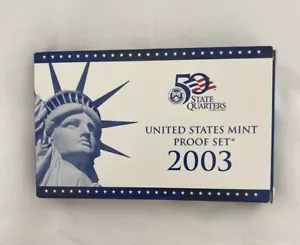 50
STATE
QUARTERS
UNITED STATES MINT
PROOF SET®
2003